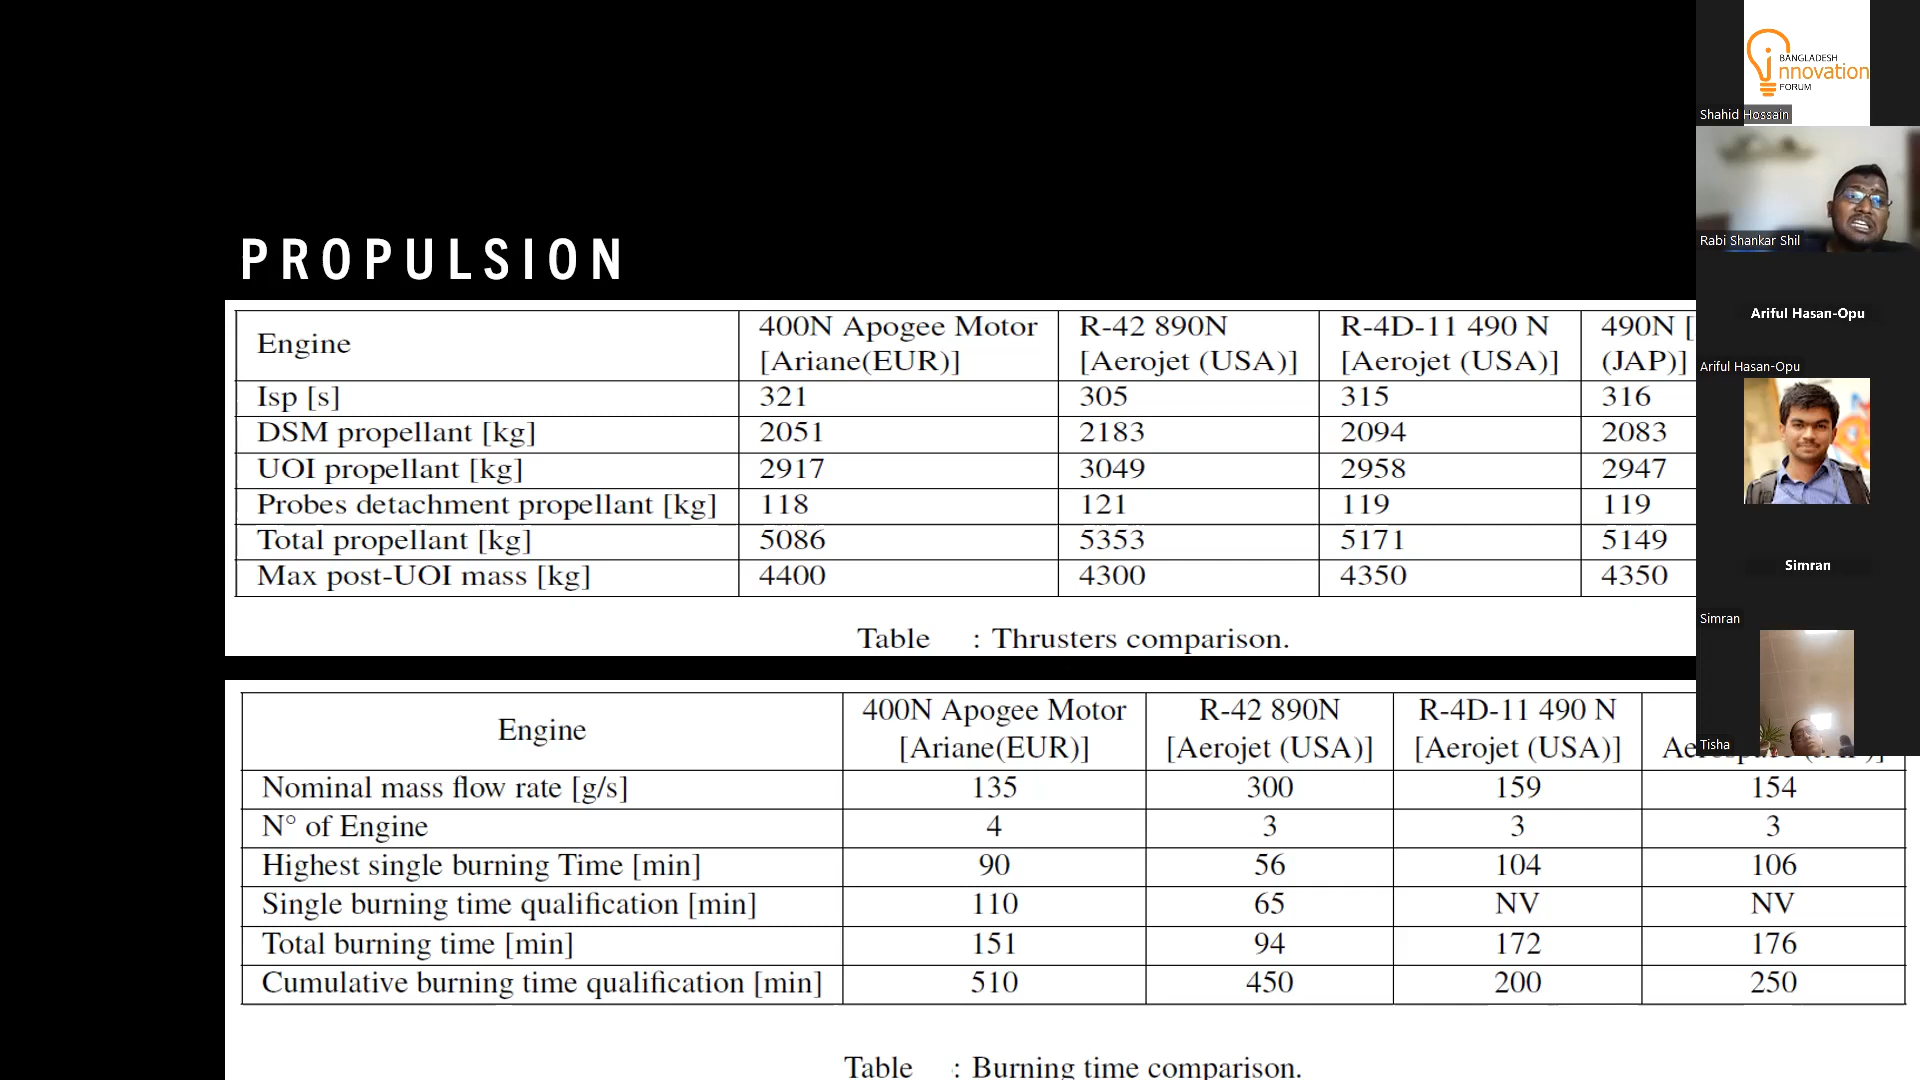 PROPULSION
Engine 400N Apogee Motor [Ariane(EUR)] R-42 890N [Aerojet (USA)] R-4D-11 490 N [Aerojet (USA)] 490N [ (JAP)]
Isp [s] 321 305 315 316
DSM propellant [kg] 2051 2183 2094 2083
UOI propellant [kg] 2917 3049 2958 2947
Probes detachment propellant [kg] 118 121 119 119
Total propellant [kg] 5086 5353 5171 5149
Max post-UOI mass [kg] 4400 4300 4350 4350
Table : Thrusters comparison.
Engine 400N Apogee Motor [Ariane(EUR)] R-42 890N [Aerojet (USA)] R-4D-11 490 N [Aerojet (USA)]
Nominal mass flow rate [g/s] 135 300 159 154
N° of Engine 4 3 3 3
Highest single burning Time [min] 90 56 104 106
Single burning time qualification [min] 110 65 NV NV
Total burning time [min] 151 94 172 176
Cumulative burning time qualification [min] 510 450 200 250
Table : Burning time comparison.
BANGLADESH
innovation
FORUM
Shahid Hossain
Rabi Shankar Shil
Ariful Hasan-Opu
Ariful Hasan-Opu
Simran
Simran
Tisha